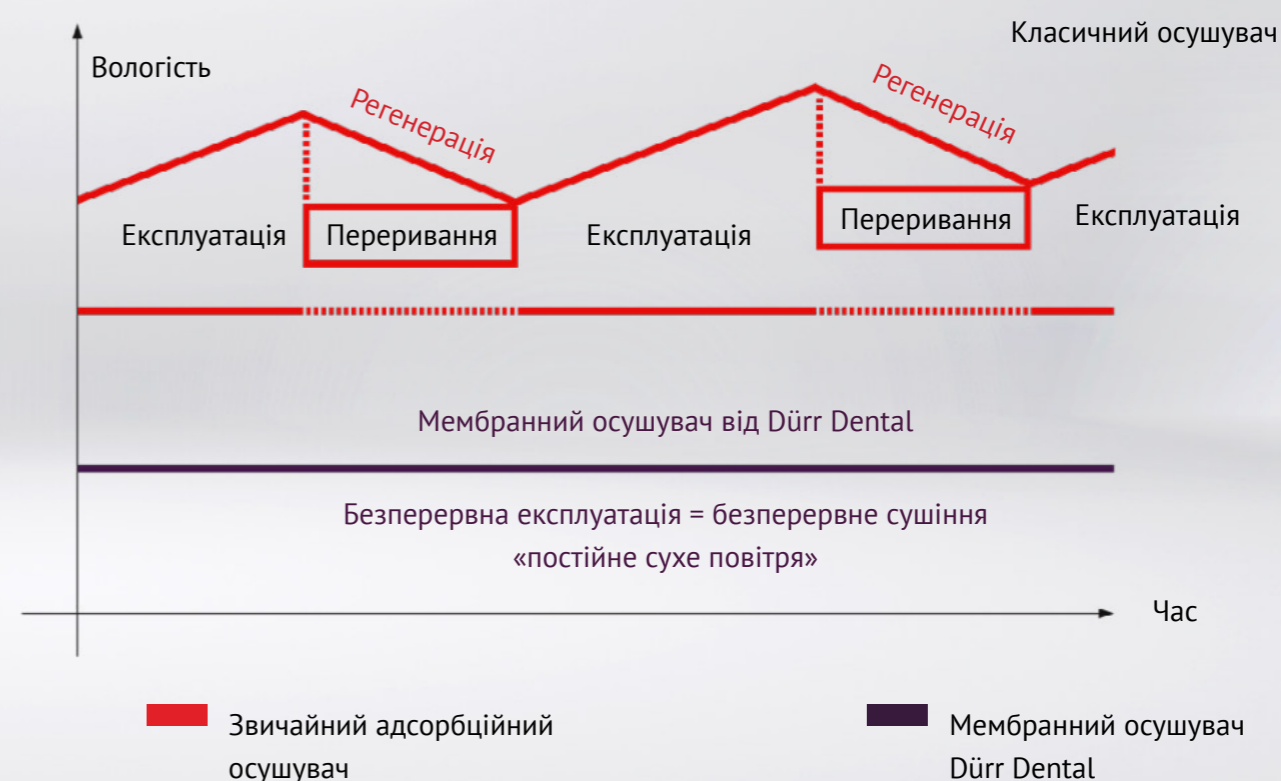 Класичний осушувач
Вологість
Регенерація
Регенерація
Експлуатація
Переривання
Експлуатація
Переривання
Експлуатація
Мембранний осушувач від Dürr Dental
Безперервна експлуатація = безперервне сушіння
«постійне сухе повітря»
Час
Звичайний адсорбційний
осушувач
Мембранний осушувач
Dürr Dental